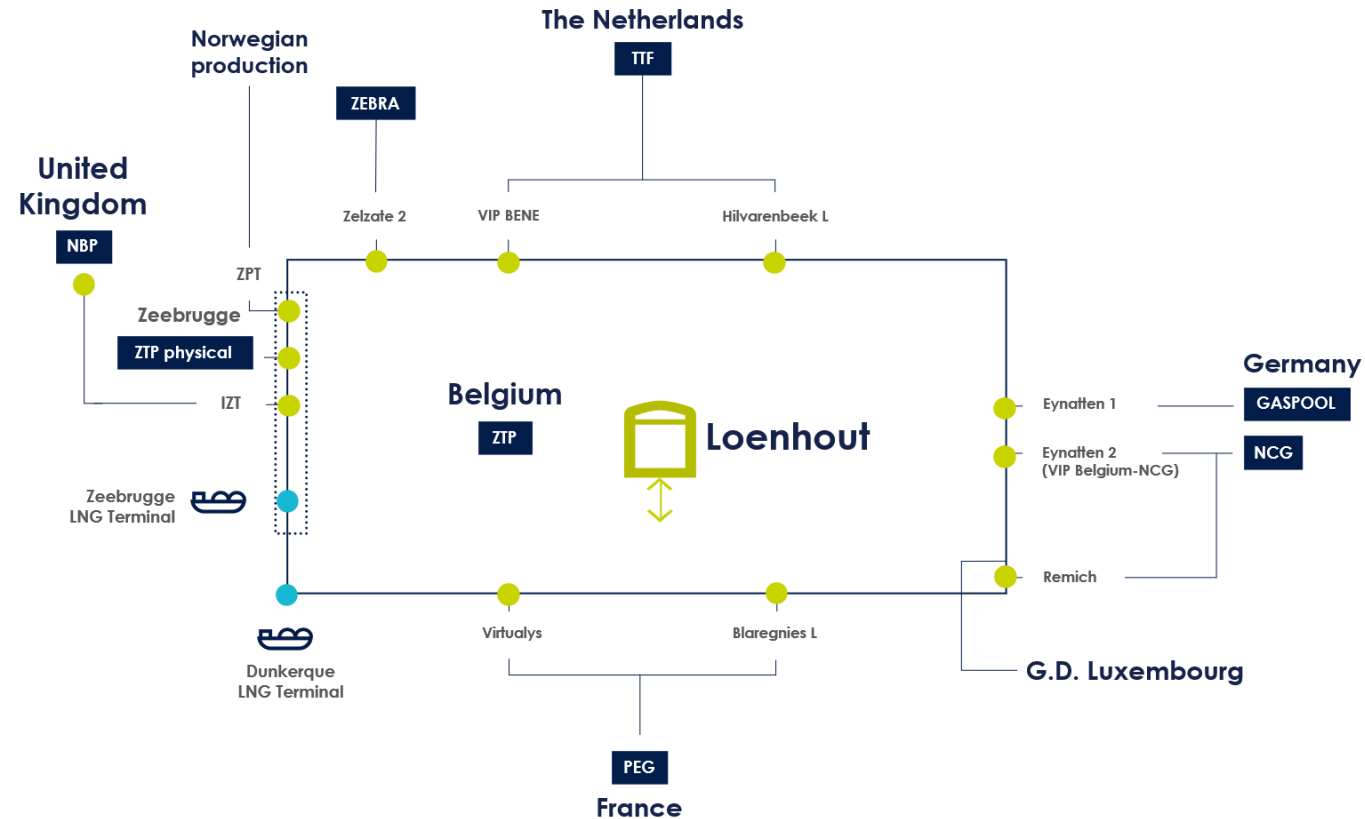 The Netherlands
TTF
Norwegian
production
ZEBRA
United
Kingdom
NBP
Zelzate 2
VIP BENE
Hilvarenbeek L
ZPT
Zeebrugge
ZTP physical
IZT
Zeebrugge
LNG Terminal
Belgium
ZTP
Loenhout
Germany
Eynatten 1
GASPOOL
Eynatten 2
(VIP Belgium-NCG)
NCG
Remich
Virtualys
Blaregnies L
Dunkerque
LNG Terminal
G.D. Luxembourg
PEG
France